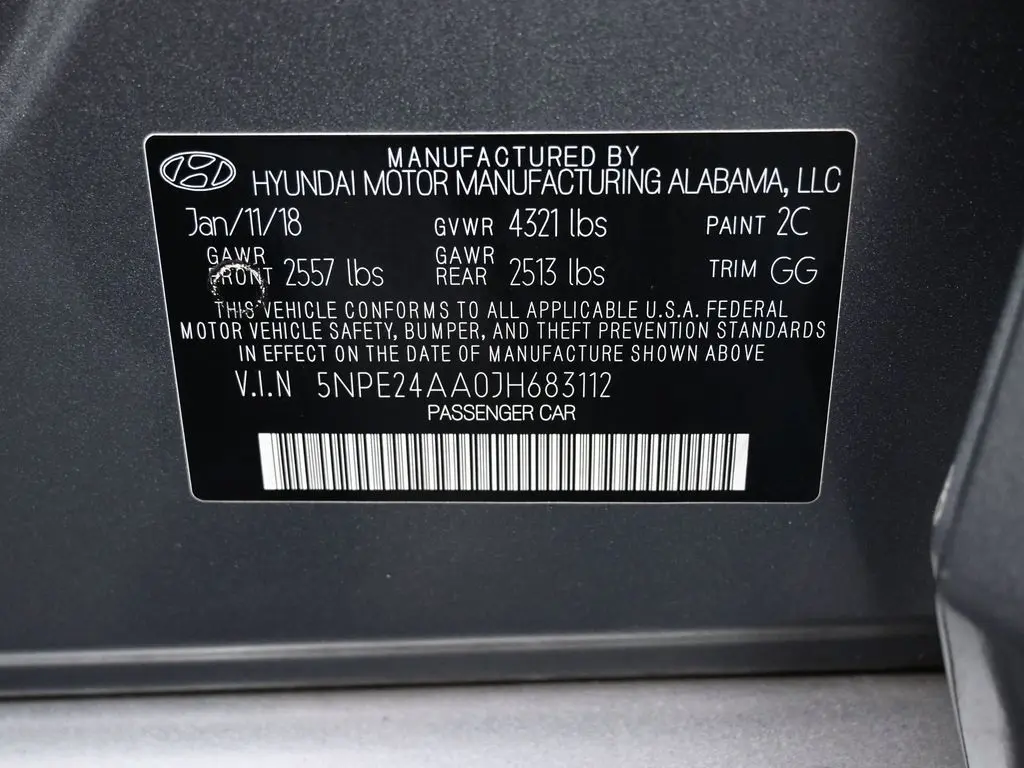 MANUFACTURED BY
HYUNDAI MOTOR MANUFACTURING ALABAMA, LLC
Jan/11/18 GVWR 4321 lbs PAINT 2C
GAWR FRONT 2557 lbs GAWR REAR 2513 lbs TRIM GG
THIS VEHICLE CONFORMS TO ALL APPLICABLE U.S.A. FEDERAL
MOTOR VEHICLE SAFETY, BUMPER, AND THEFT PREVENTION STANDARDS
IN EFFECT ON THE DATE OF MANUFACTURE SHOWN ABOVE
V.I.N 5NPE24AA0JH683112
PASSENGER CAR